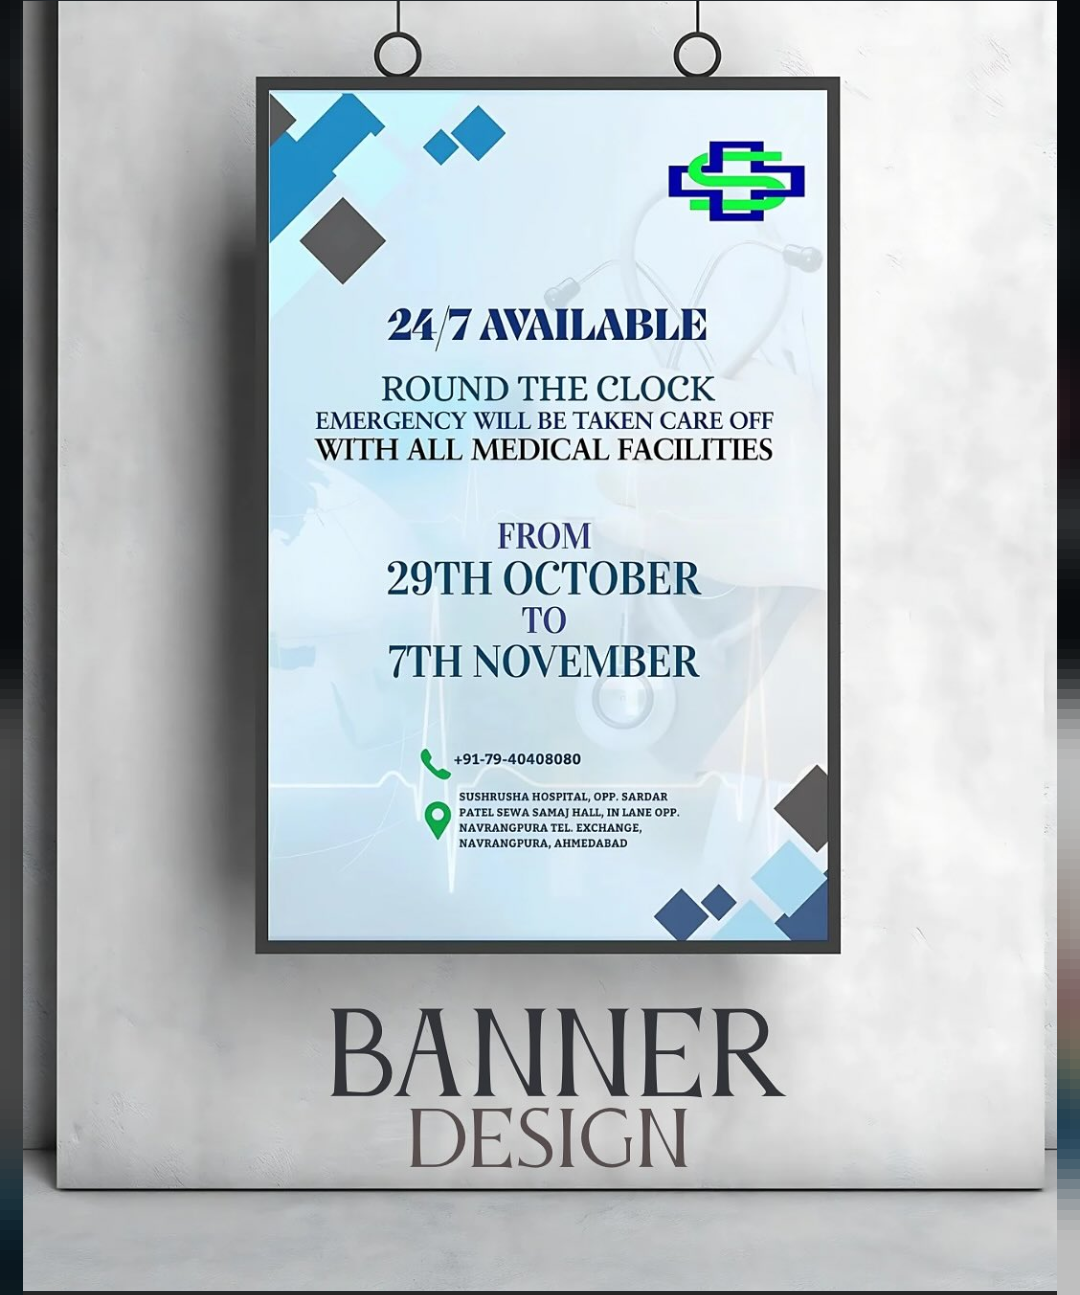 24/7 AVAILABLE
ROUND THE CLOCK
EMERGENCY WILL BE TAKEN CARE OFF
WITH ALL MEDICAL FACILITIES
FROM
29TH OCTOBER
TO
7TH NOVEMBER
+91-79-40408080
SUSHRUSHA HOSPITAL, OPP. SARDAR
PATEL SEWA SAMAJ HALL, IN LANE OPP.
NAVRANGPURA TEL. EXCHANGE,
NAVRANGPURA, AHMEDABAD
BANNER
DESIGN